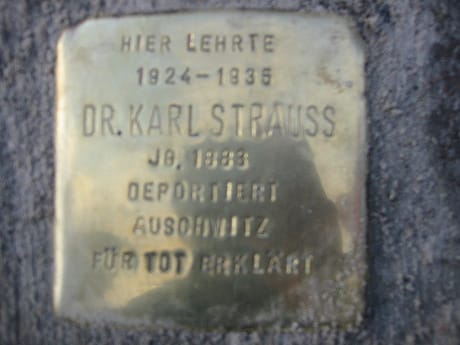 HIER LEHRTE
1924-1935
DR. KARL STRAUSS
JG. 1883
DEPORTIERT
AUSCHWITZ
FÜR TOT ERKLÄRT